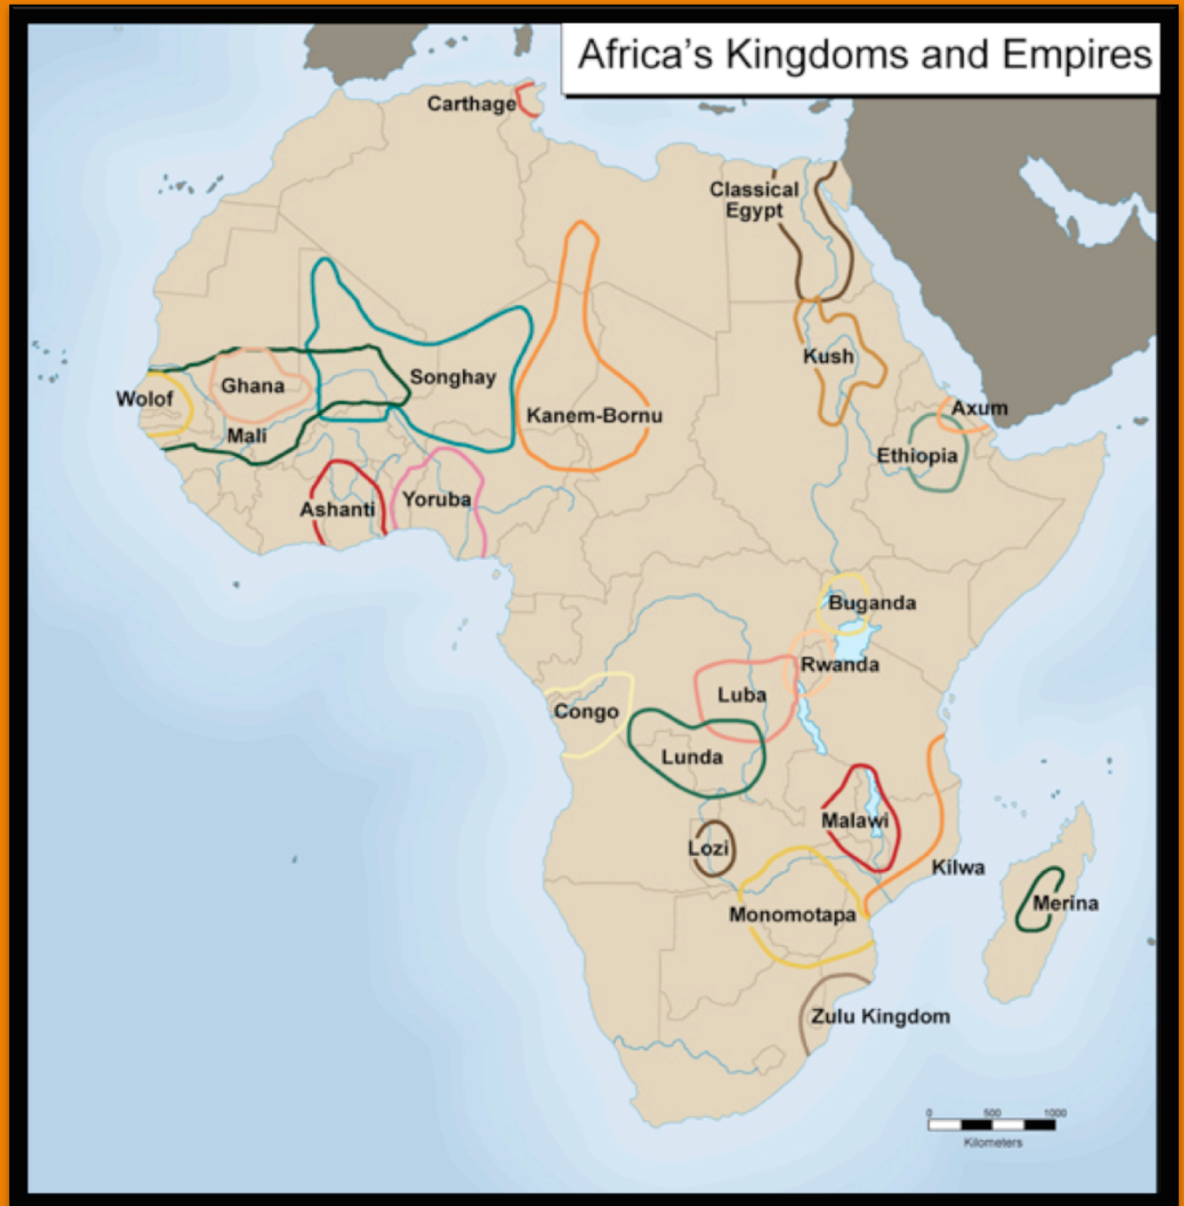 Africa's Kingdoms and Empires
Carthage
Classical
Egypt
Kush
Wolof
Ghana
Songhay
Mali
Kanem-Bornu
Axum
Ethiopia
Ashanti
Yoruba
Buganda
Rwanda
Luba
Congo
Lunda
Malawi
Lozi
Kilwa
Merina
Monomotapa
Zulu Kingdom
0 500 1000
Kilometers